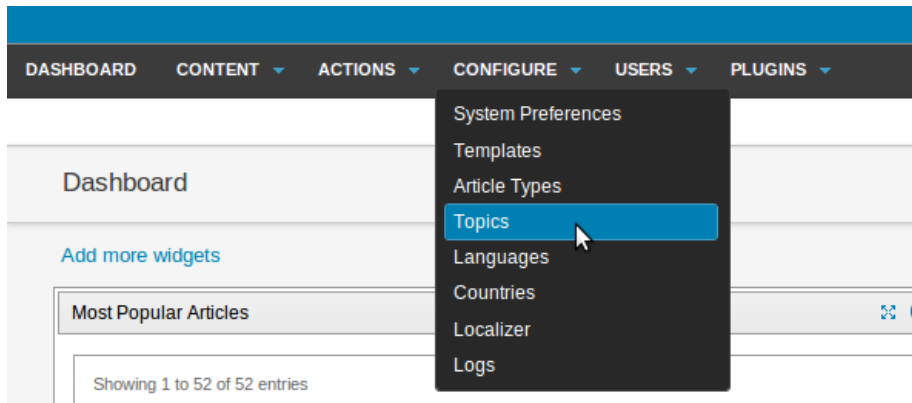 DASHBOARD CONTENT ACTIONS CONFIGURE USERS PLUGINS
System Preferences
Templates
Article Types
Topics
Languages
Countries
Localizer
Logs
Dashboard
Add more widgets
Most Popular Articles
Showing 1 to 52 of 52 entries